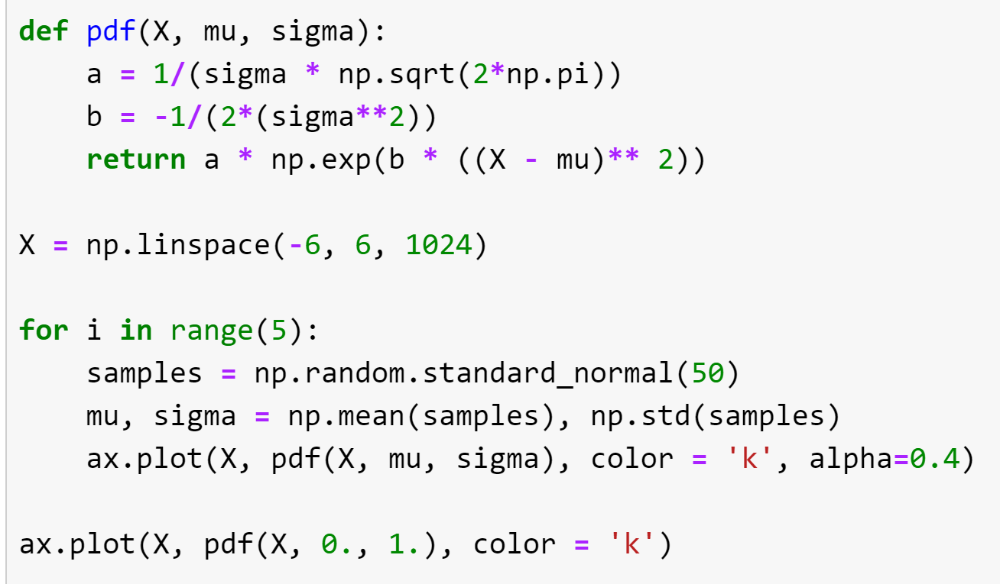 def pdf(X, mu, sigma):
    a = 1/(sigma * np.sqrt(2*np.pi))
    b = -1/(2*(sigma**2))
    return a * np.exp(b * ((X - mu)** 2))
X = np.linspace(-6, 6, 1024)
for i in range(5):
    samples = np.random.standard_normal(50)
    mu, sigma = np.mean(samples), np.std(samples)
    ax.plot(X, pdf(X, mu, sigma), color = 'k', alpha=0.4)
ax.plot(X, pdf(X, 0., 1.), color = 'k')